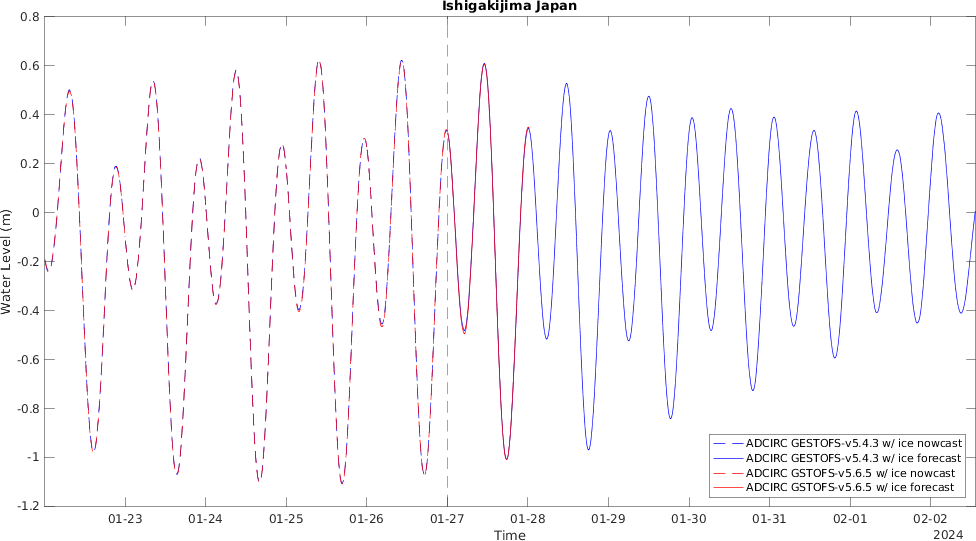 Ishigakijima Japan
0.8
0.6
0.4
0.2
0
-0.2
-0.4
-0.6
-0.8
-1
-1.2
Water Level (m)
ADCIRC GESTOFS-v5.4.3 w/ ice nowcast
ADCIRC GESTOFS-v5.4.3 w/ ice forecast
ADCIRC GSTOFS-v5.6.5 w/ ice nowcast
ADCIRC GSTOFS-v5.6.5 w/ ice forecast
01-23 01-24 01-25 01-26 01-27 01-28 01-29 01-30 01-31 02-01 02-02
Time
2024